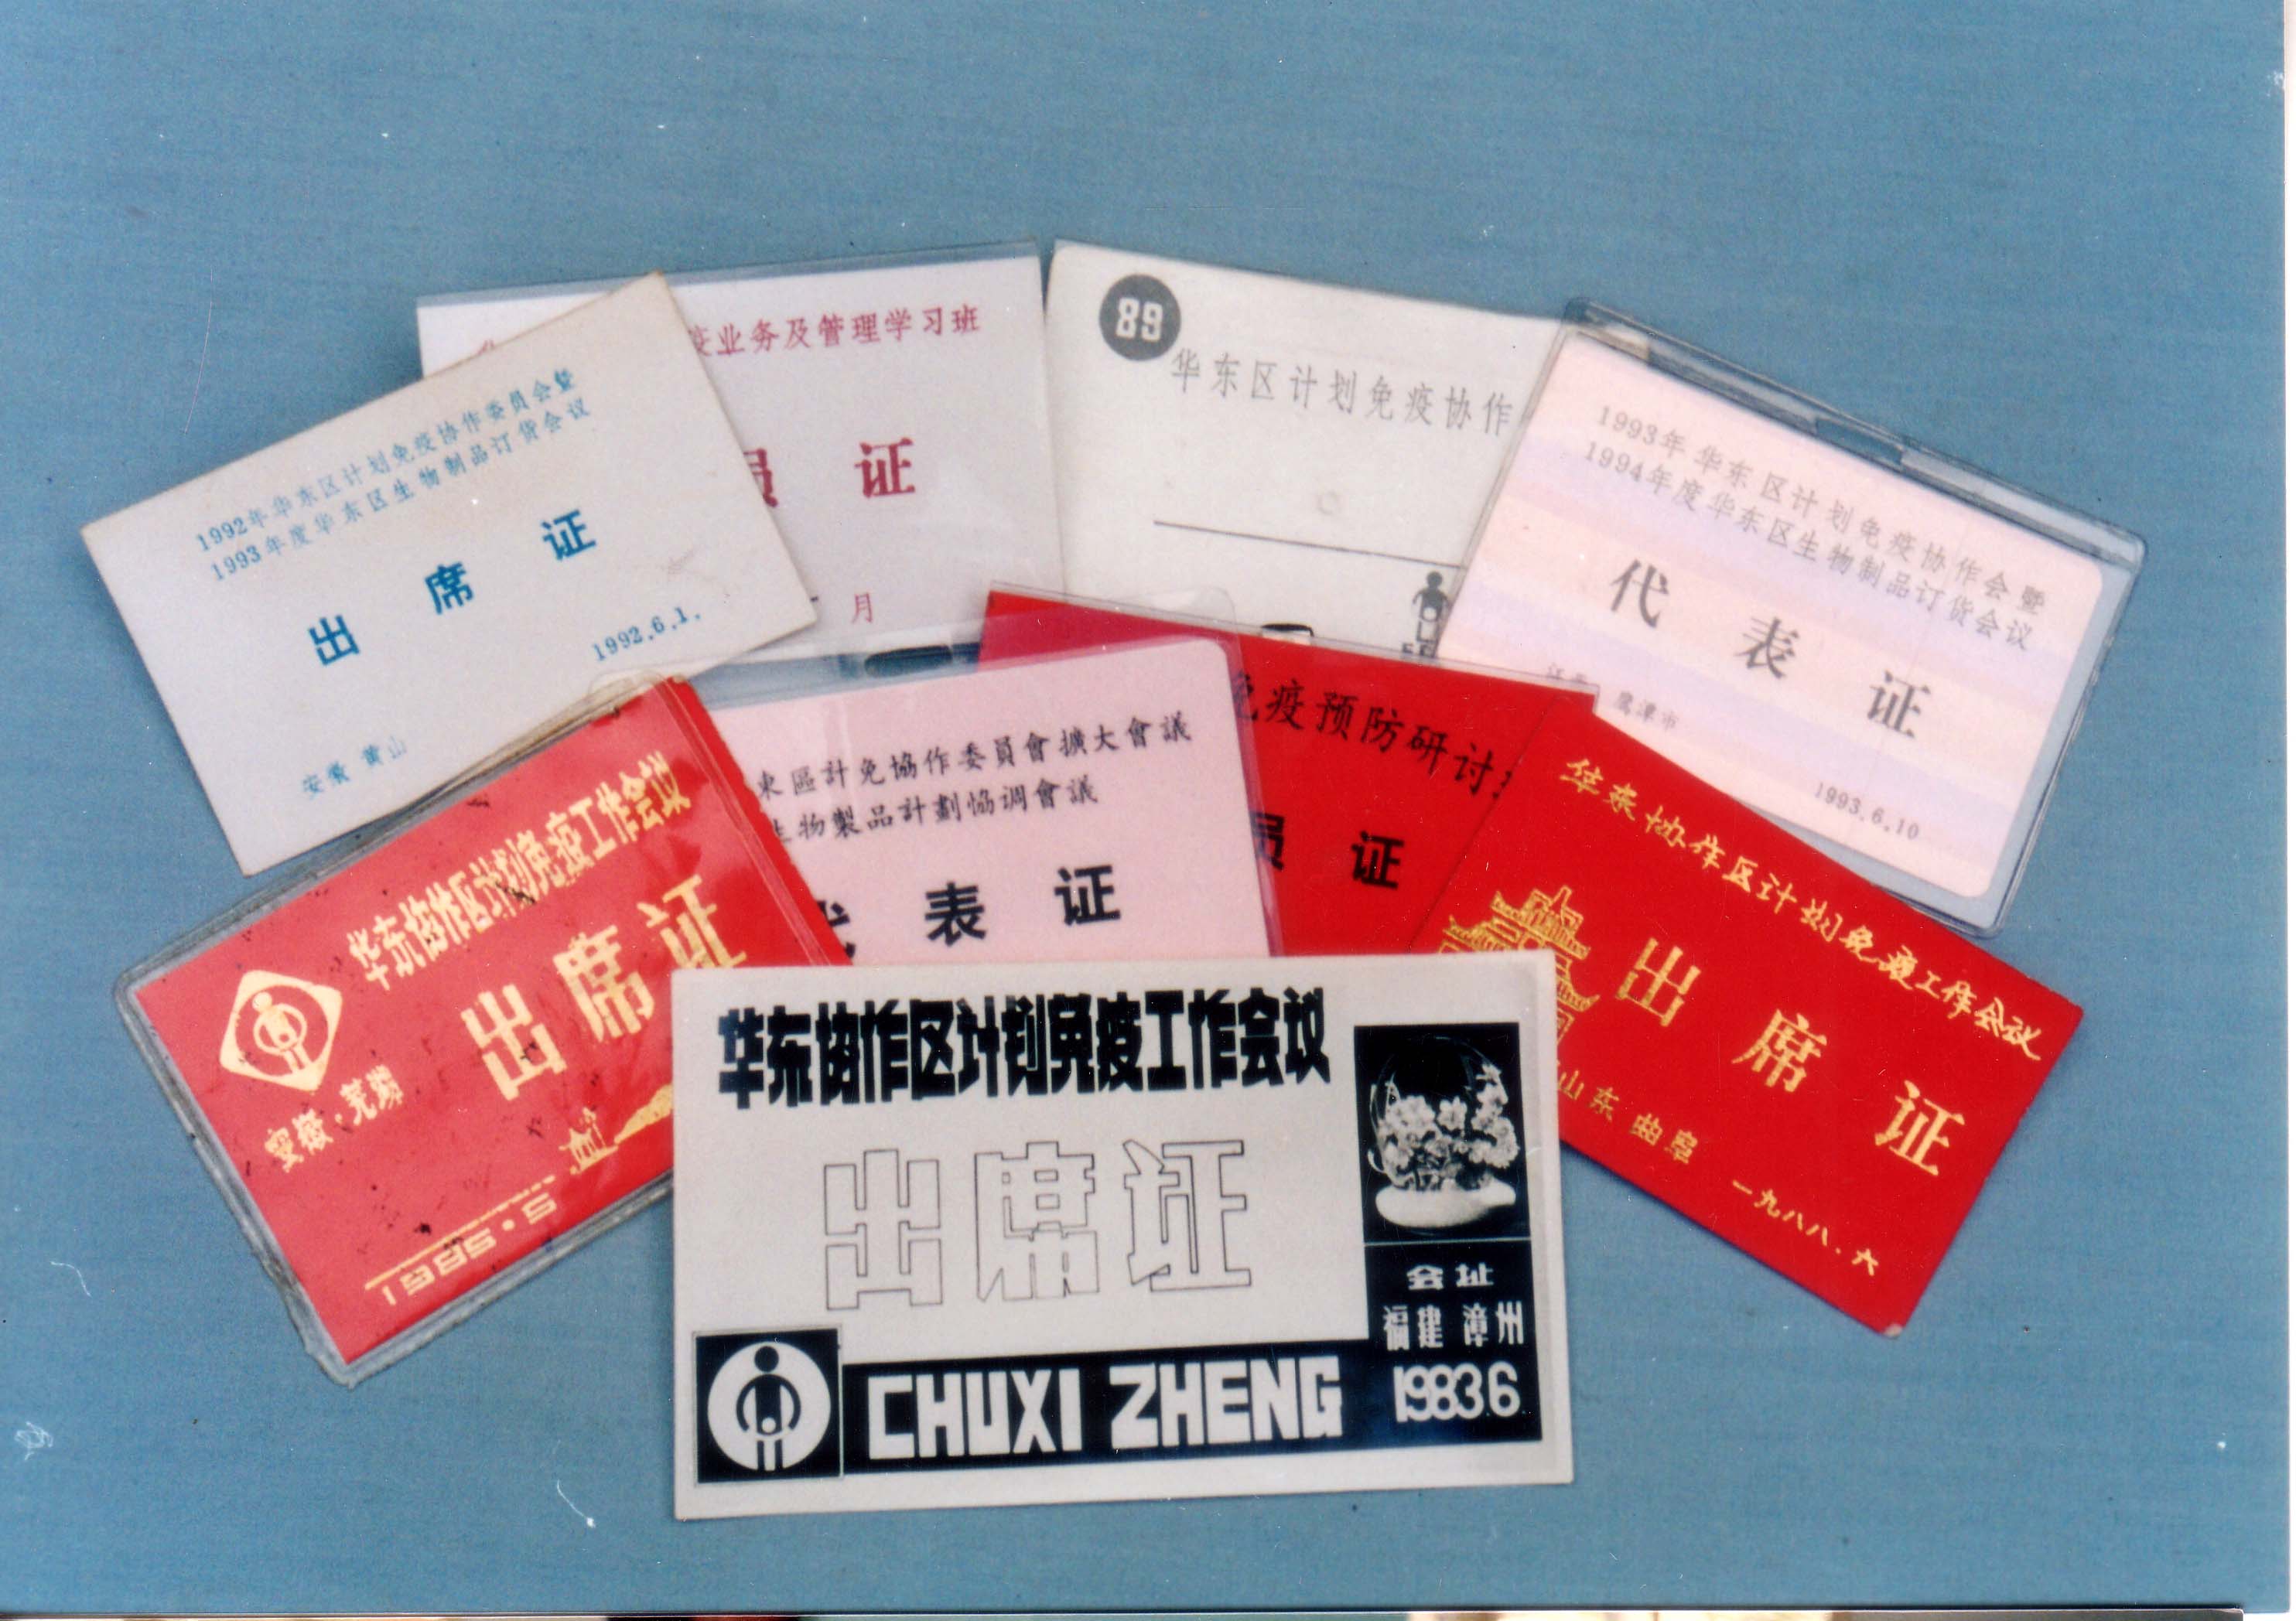 1992年华东区计划免疫协作委员会暨
1993年度华东区生物制品订货会议
出席证
1992.6.1.
安徽 黄山
疫业务及管理学习班
员 证
月
89
华东区计划免疫协作
1993年华东区计划免疫协作会暨
1994年度华东区生物制品订货会议
代表证
鹰潭市
1993.6.10
华东协作区计划免疫工作会议
出席证
安徽·芜湖
1985·5
東區計免協作委員會擴大會議
生物製品計劃協调會議
代表证
免疫预防研讨
员 证
华东协作区计划免疫工作会议
出席证
山东曲阜
一九八八.六
华东协作区计划免疫工作会议
出席证
会址
福建 漳州
1983.6
CHUXI ZHENG